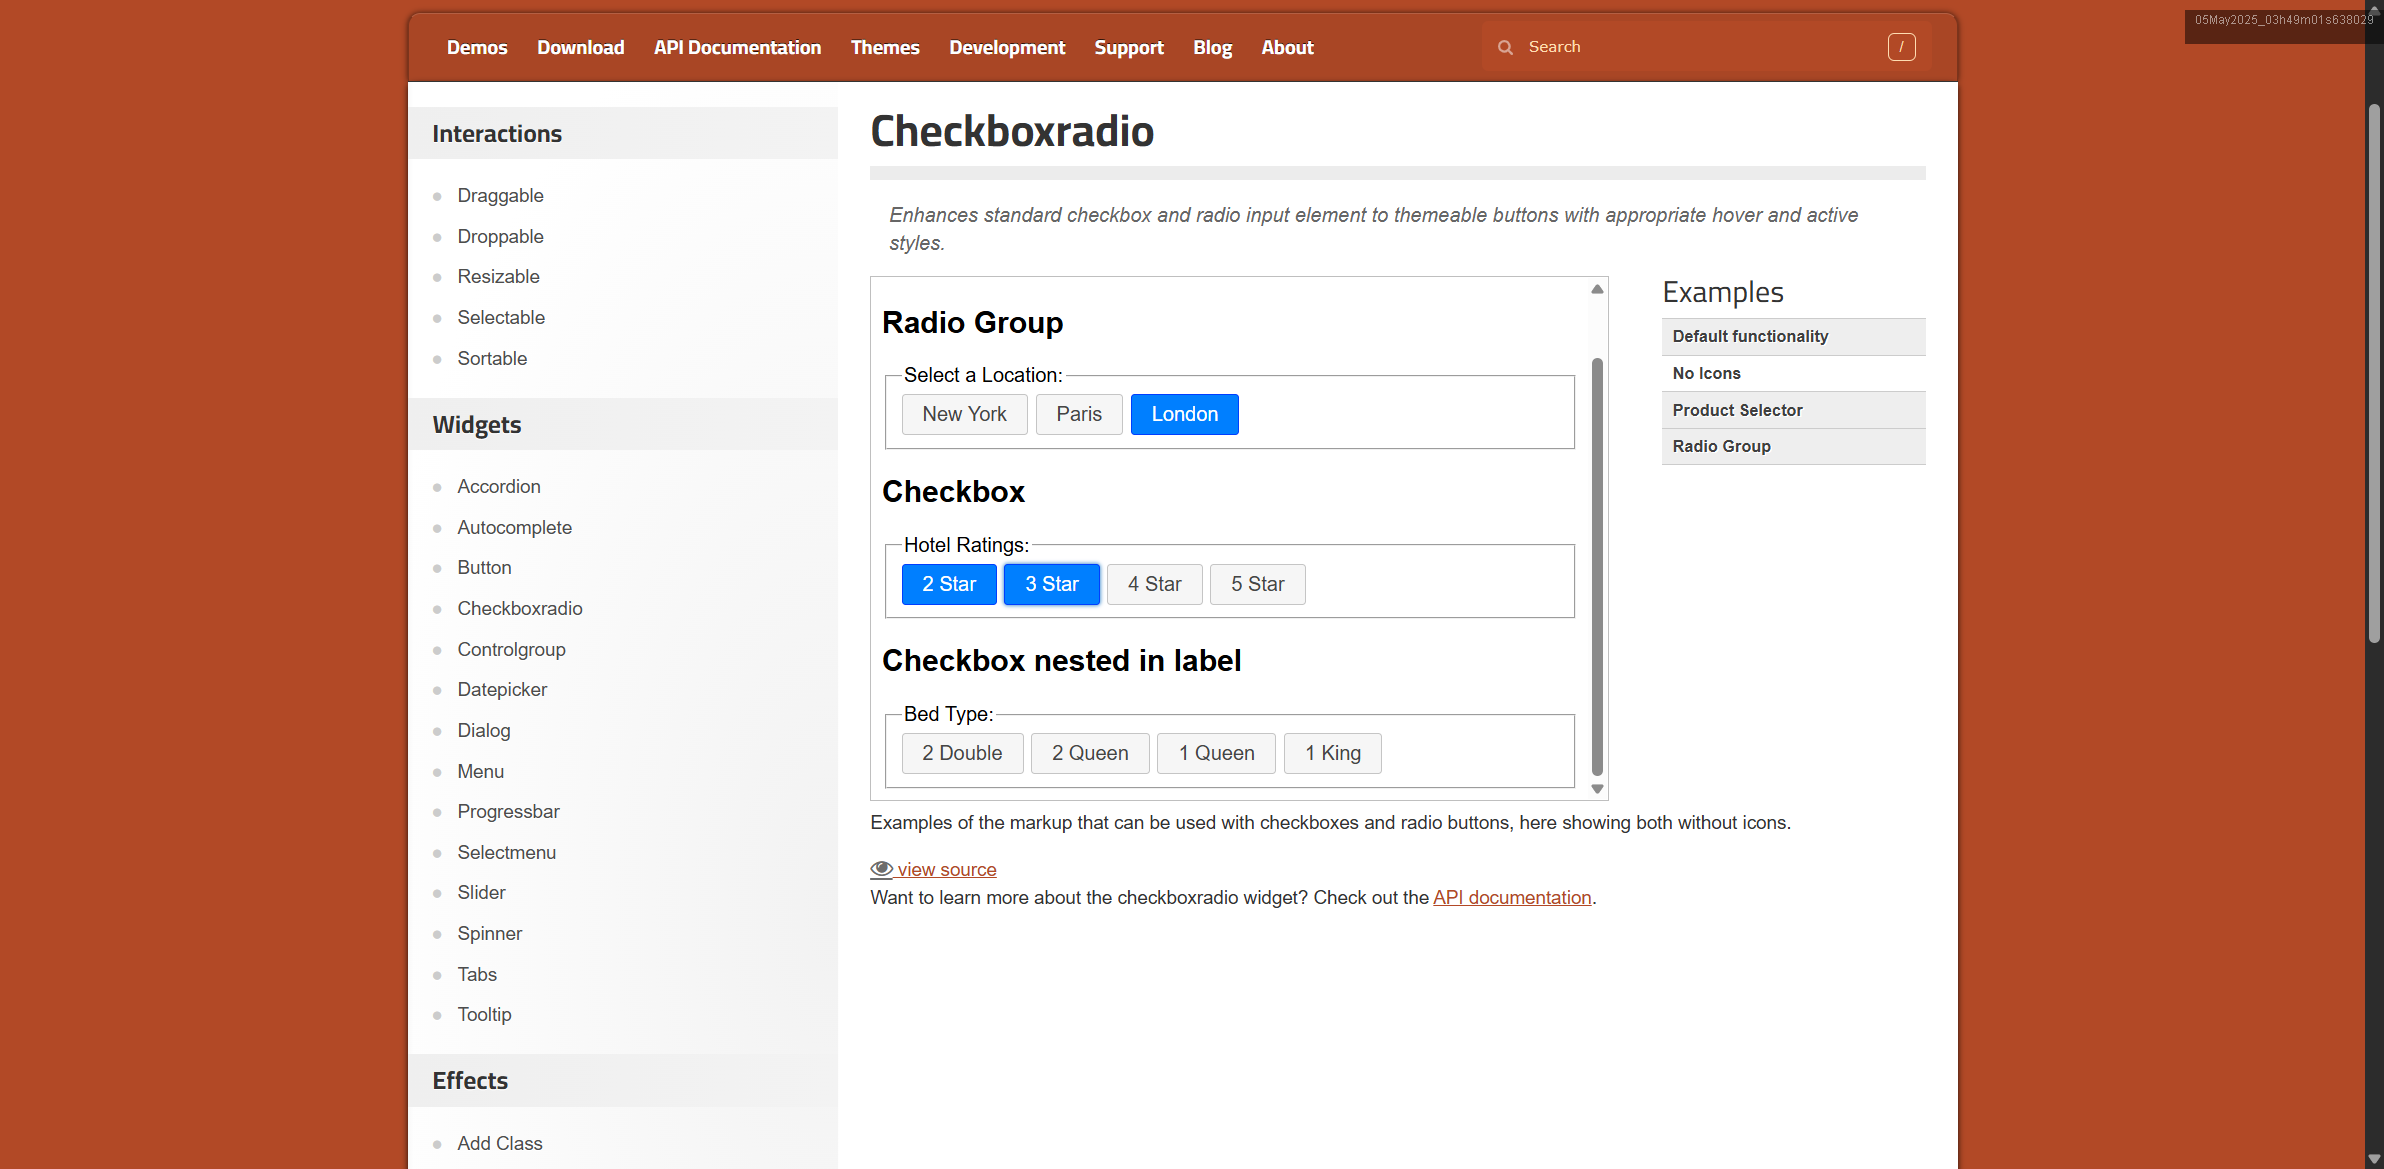 Demos Download API Documentation Themes Development Support Blog About Search /
05May2025_03h49m01s638029
Interactions
Draggable
Droppable
Resizable
Selectable
Sortable
Widgets
Accordion
Autocomplete
Button
Checkboxradio
Controlgroup
Datepicker
Dialog
Menu
Progressbar
Selectmenu
Slider
Spinner
Tabs
Tooltip
Effects
Add Class
Checkboxradio
Enhances standard checkbox and radio input element to themeable buttons with appropriate hover and active
styles.
Radio Group
Select a Location:
New York Paris London
Checkbox
Hotel Ratings:
2 Star 3 Star 4 Star 5 Star
Checkbox nested in label
Bed Type:
2 Double 2 Queen 1 Queen 1 King
Examples
Default functionality
No Icons
Product Selector
Radio Group
Examples of the markup that can be used with checkboxes and radio buttons, here showing both without icons.
view source
Want to learn more about the checkboxradio widget? Check out the API documentation.